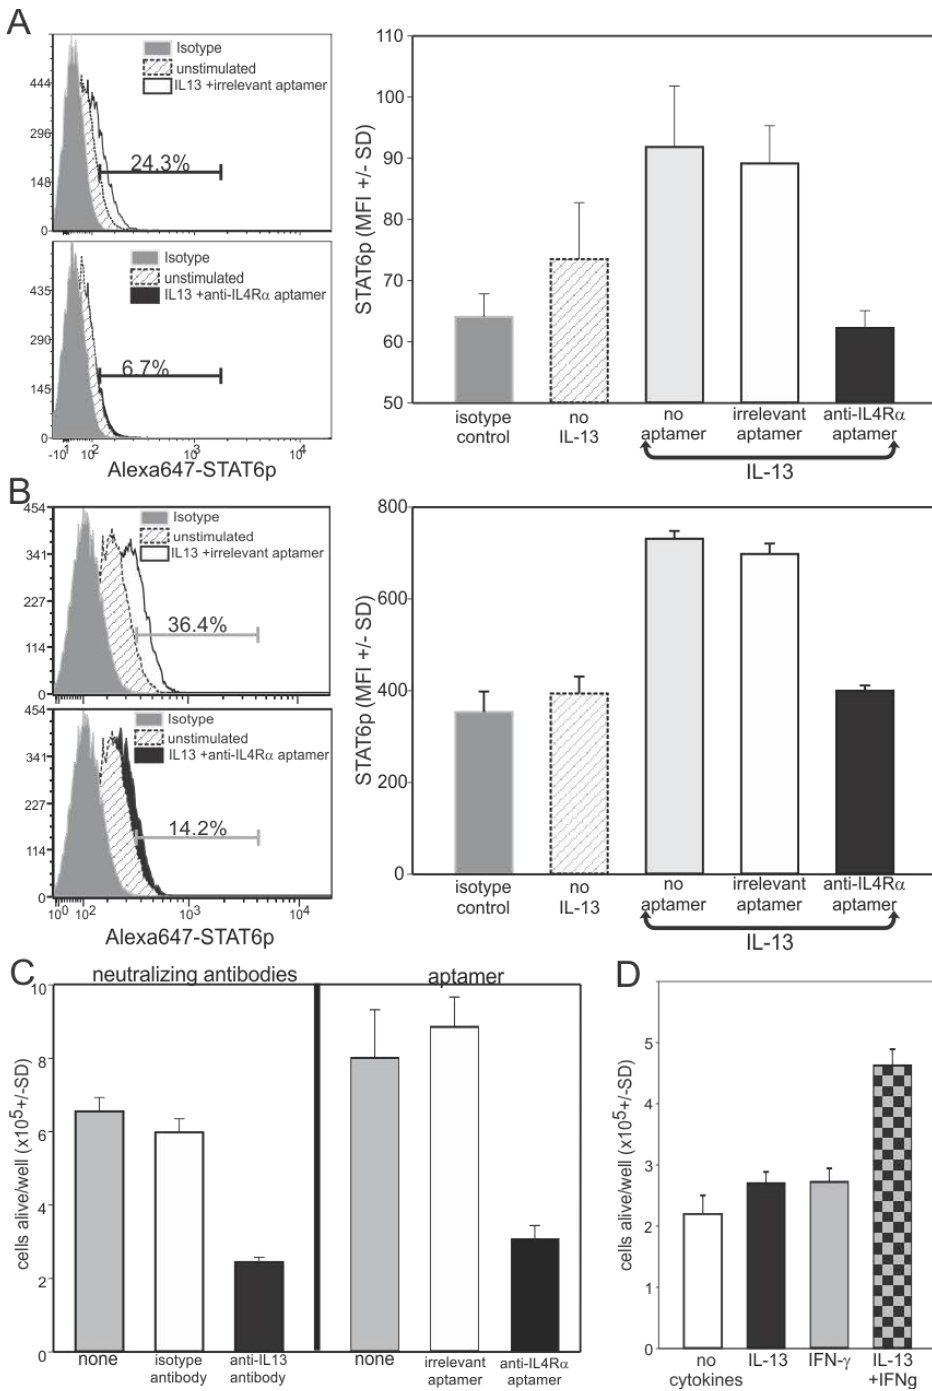 A
Isotype
unstimulated
IL13 +irrelevant aptamer
444
296
148
0
24.3%
Isotype
unstimulated
IL13 +anti-IL4Rα aptamer
435
290
145
0
6.7%
-10¹ 10² 10³ 10⁴
Alexa647-STAT6p
STAT6p (MFI +/- SD)
110
100
90
80
70
60
50
isotype control
no IL-13
no aptamer
irrelevant aptamer
anti-IL4Rα aptamer
IL-13
B
454
341
227
114
0
Isotype
unstimulated
IL13 +irrelevant aptamer
36.4%
454
341
227
114
0
Isotype
unstimulated
IL13 +anti-IL4Rα aptamer
14.2%
10⁰ 10² 10³ 10⁴
Alexa647-STAT6p
STAT6p (MFI +/- SD)
800
600
400
200
0
isotype control
no IL-13
no aptamer
irrelevant aptamer
anti-IL4Rα aptamer
IL-13
C
neutralizing antibodies
aptamer
cells alive/well (x10⁵+/-SD)
10
8
6
4
2
0
none
isotype antibody
anti-IL13 antibody
none
irrelevant aptamer
anti-IL4Rα aptamer
D
cells alive/well (x10⁵+/-SD)
5
4
3
2
1
0
no cytokines
IL-13
IFN-γ
IL-13 +IFNg